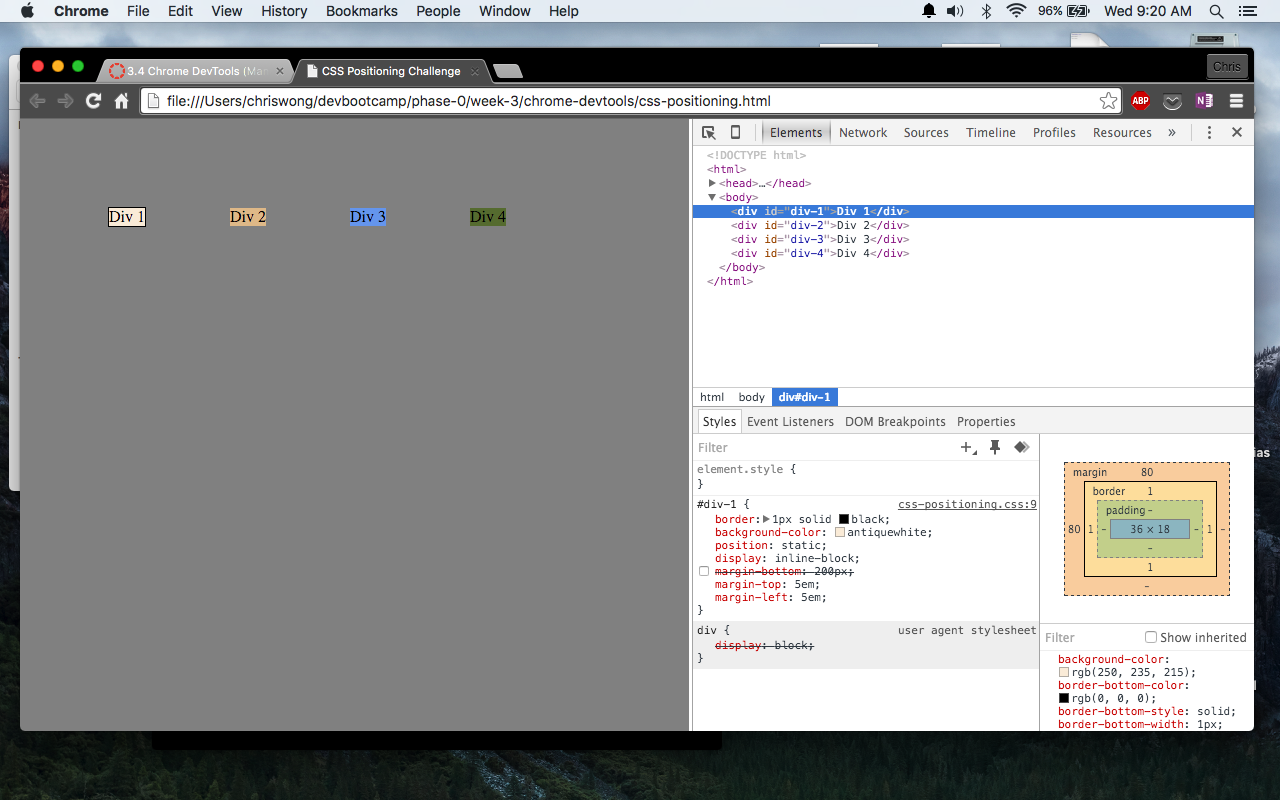 Chrome File Edit View History Bookmarks People Window Help 96% Wed 9:20 AM
3.4 Chrome DevTools (Ma × CSS Positioning Challenge × Chris
file:///Users/chriswong/devbootcamp/phase-0/week-3/chrome-devtools/css-positioning.html ABP N
Div 1 Div 2 Div 3 Div 4
Elements Network Sources Timeline Profiles Resources »
<!DOCTYPE html>
<html>
<head>…</head>
<body>
<div id="div-1">Div 1</div>
<div id="div-2">Div 2</div>
<div id="div-3">Div 3</div>
<div id="div-4">Div 4</div>
</body>
</html>
html body div#div-1
Styles Event Listeners DOM Breakpoints Properties
Filter
element.style {
}
#div-1 { css-positioning.css:9
border: 1px solid black;
background-color: antiquewhite;
position: static;
display: inline-block;
margin-bottom: 200px;
margin-top: 5em;
margin-left: 5em;
}
div { user agent stylesheet
display: block;
}
margin 80
border 1
padding -
80 1 - 36 × 18 - 1 -
-
1
-
Filter Show inherited
background-color:
rgb(250, 235, 215);
border-bottom-color:
rgb(0, 0, 0);
border-bottom-style: solid;
border-bottom-width: 1px;
ias